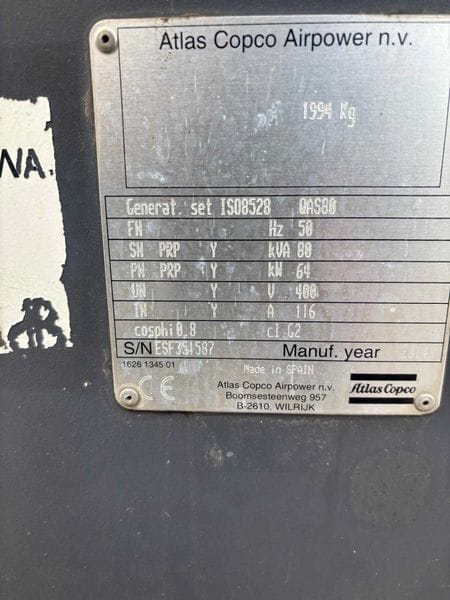 Atlas Copco Airpower n.v.
1994 Kg
NA.
Generat. set ISO8528 QAS80
FN Hz 50
SN PRP Y kVA 80
PN PRP Y kW 64
UN Y V 400
IN Y A 116
cosphi 0.8 cl.G2
S/N ESF351587 Manuf. year
1626 1345 01
Made in SPAIN
CE
Atlas Copco Airpower n.v.
Boomsesteenweg 957
B-2610, WILRIJK
Atlas Copco